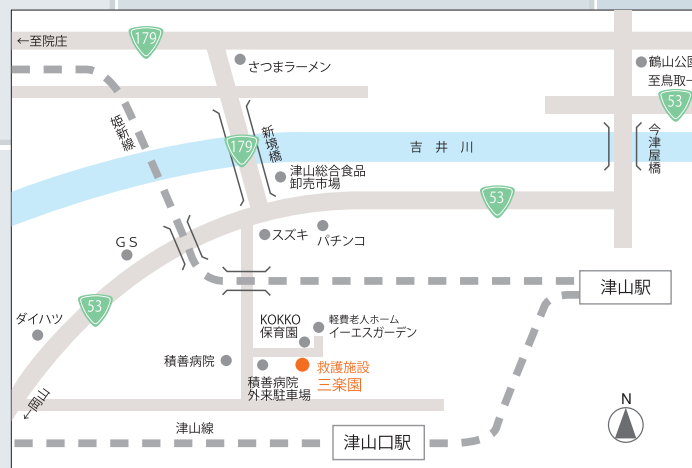 ←至院庄
179
さつまラーメン
鶴山公園
至鳥取→
53
姫新線
新境橋
179
吉井川
今津屋橋
津山総合食品
卸売市場
53
スズキ
パチンコ
GS
津山駅
53
ダイハツ
KOKKO
保育園
軽費老人ホーム
イーエスガーデン
積善病院
救護施設
三楽園
積善病院
外来駐車場
←岡山
N
津山線
津山口駅